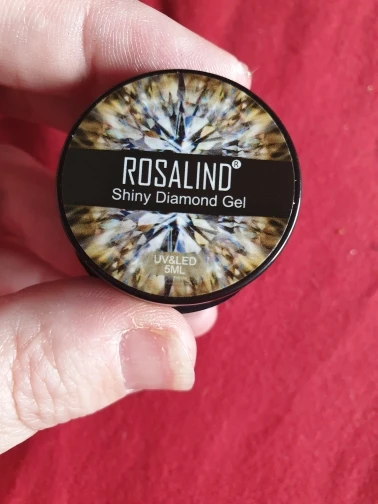 ROSALIND®
Shiny Diamond Gel
UV&LED
5ML